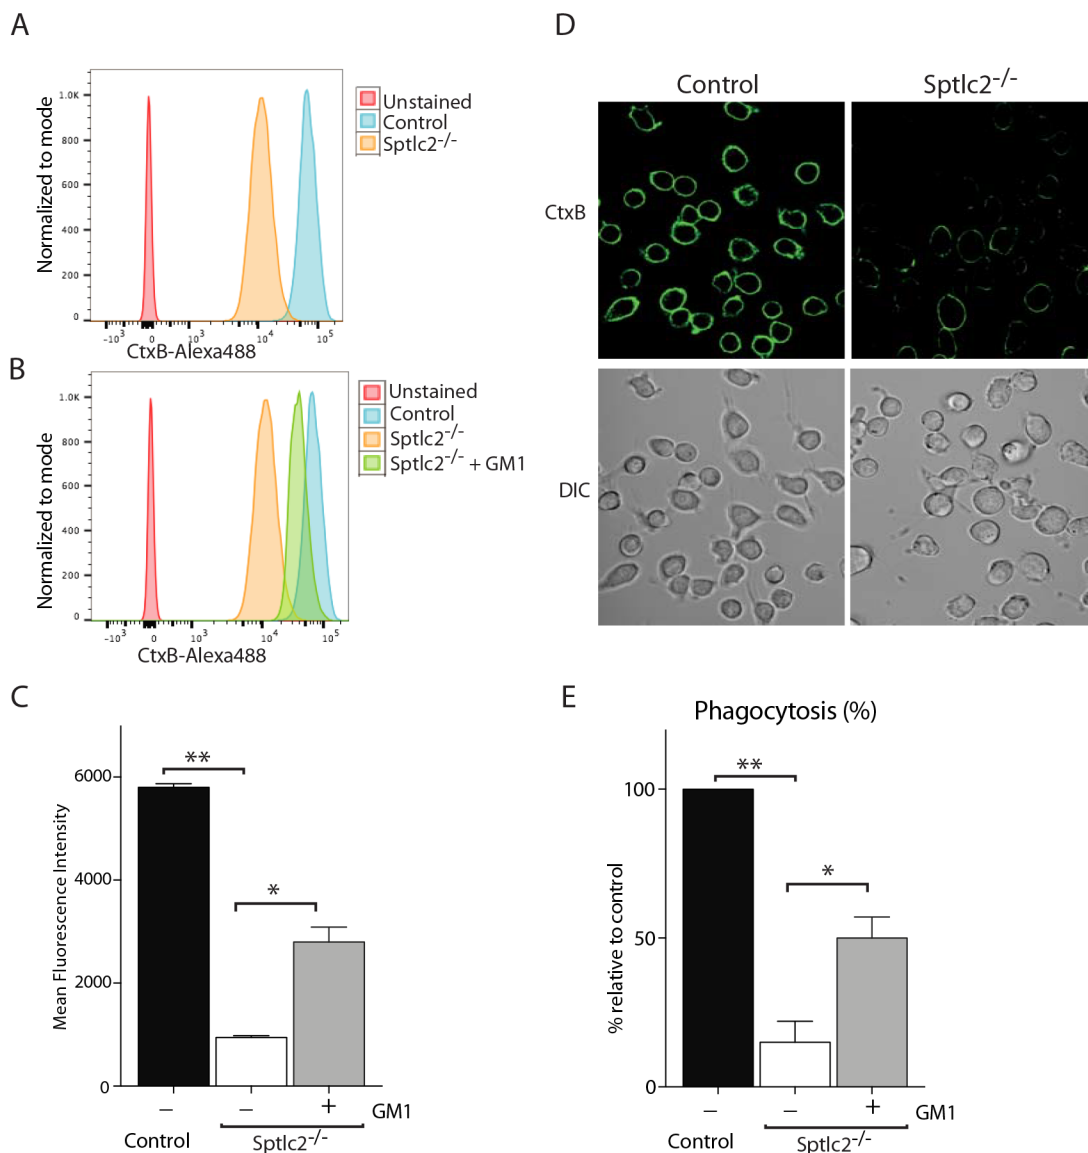 A
Normalized to mode
1.0K
800
600
400
200
0
-10³ 0 10³ 10⁴ 10⁵
CtxB-Alexa488
Unstained
Control
Sptlc2⁻/⁻
B
Normalized to mode
1.0K
800
600
400
200
0
-10³ 0 10³ 10⁴ 10⁵
CtxB-Alexa488
Unstained
Control
Sptlc2⁻/⁻
Sptlc2⁻/⁻ + GM1
C
Mean Fluorescence Intensity
6000
4000
2000
0
**
*
– – + GM1
Control Sptlc2⁻/⁻
D
Control Sptlc2⁻/⁻
CtxB
DIC
E
Phagocytosis (%)
% relative to control
100
50
0
**
*
– – + GM1
Control Sptlc2⁻/⁻